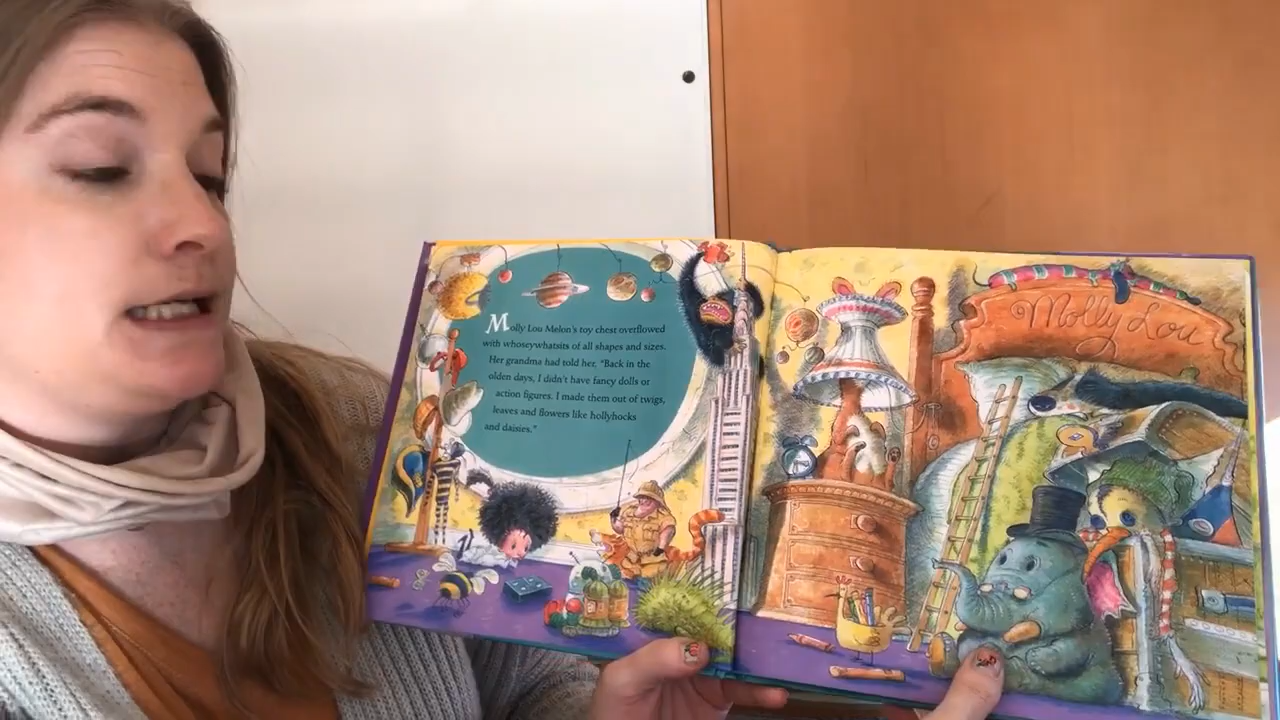 Molly Lou Melon's toy chest overflowed
with whoseywhatsits of all shapes and sizes.
Her grandma had told her, "Back in the
olden days, I didn't have fancy dolls or
action figures. I made them out of twigs,
leaves and flowers like hollyhocks
and daisies."
Molly Lou